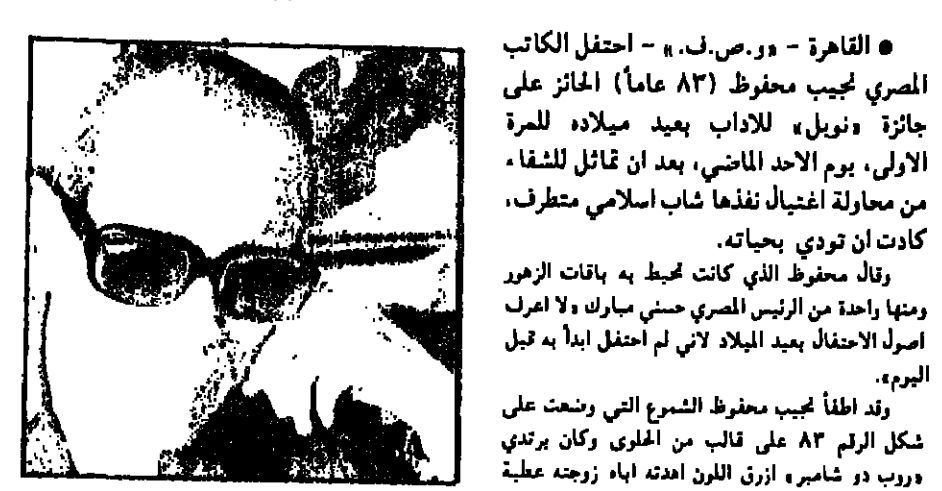 ● القاهرة - «و.ص.ف.» - احتفل الكاتب
المصري نجيب محفوظ (٨٣ عاماً) الحائز على
جائزة «نوبل» للاداب بعيد ميلاده للمرة
الاولى، يوم الاحد الماضي، بعد ان تماثل للشفاء
من محاولة اغتيال نفذها شاب اسلامي متطرف،
كادت ان تودي بحياته.
وقال محفوظ الذي كانت تحيط به باقات الزهور
ومنها واحدة من الرئيس المصري حسني مبارك «لا اعرف
اصول الاحتفال بعيد الميلاد لاني لم احتفل ابداً به قبل
اليوم».
وقد اطفأ نجيب محفوظ الشموع التي وضعت على
شكل الرقم ٨٣ على قالب من الحلوى وكان يرتدي
«روب دو شامبر» ازرق اللون اهدته اياه زوجته عطية